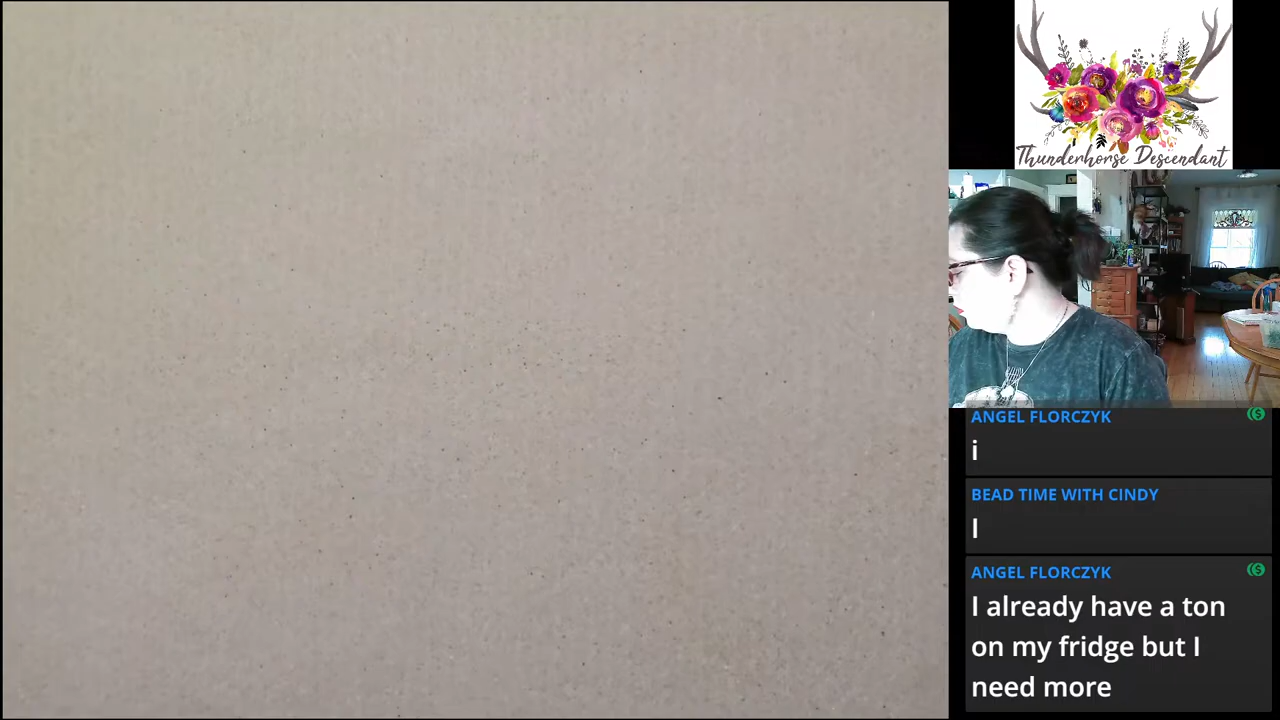 Thunderhorse Descendant
ANGEL FLORCZYK
i
BEAD TIME WITH CINDY
I
ANGEL FLORCZYK
I already have a ton
on my fridge but I
need more